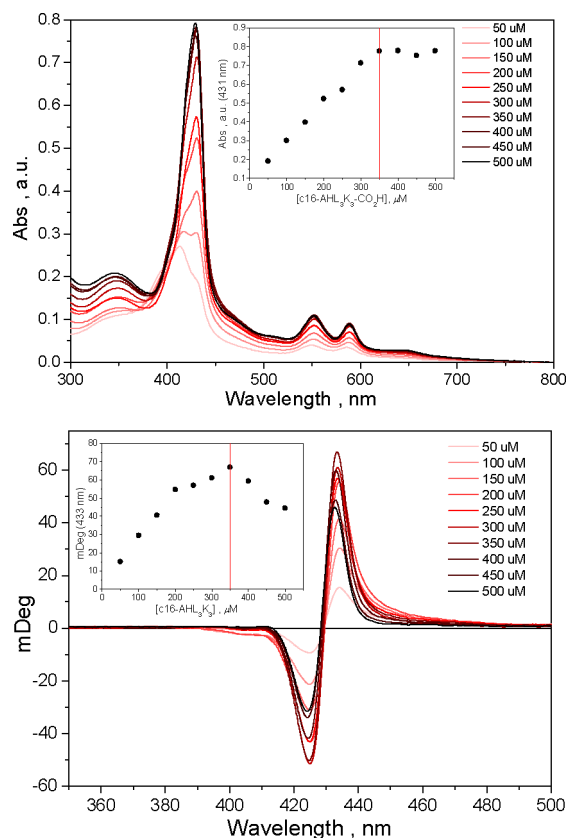 0.8
0.7
0.6
0.5
0.4
0.3
0.2
0.1
0.0
Abs , a.u.
300 400 500 600 700 800
Wavelength , nm
0.9
0.8
0.7
0.6
0.5
0.4
0.3
0.2
Abs , a.u. (431 nm)
0 100 200 300 400 500
[c16-AHL₃K₃-CO₂H], μM
50 uM
100 uM
150 uM
200 uM
250 uM
300 uM
350 uM
400 uM
450 uM
500 uM
60
40
20
0
-20
-40
-60
mDeg
360 380 400 420 440 460 480 500
Wavelength , nm
80
70
60
50
40
30
20
10
0
mDeg (433 nm)
0 100 200 300 400 500
[c16-AHL₃K₃], μM
50 uM
100 uM
150 uM
200 uM
250 uM
300 uM
350 uM
400 uM
450 uM
500 uM